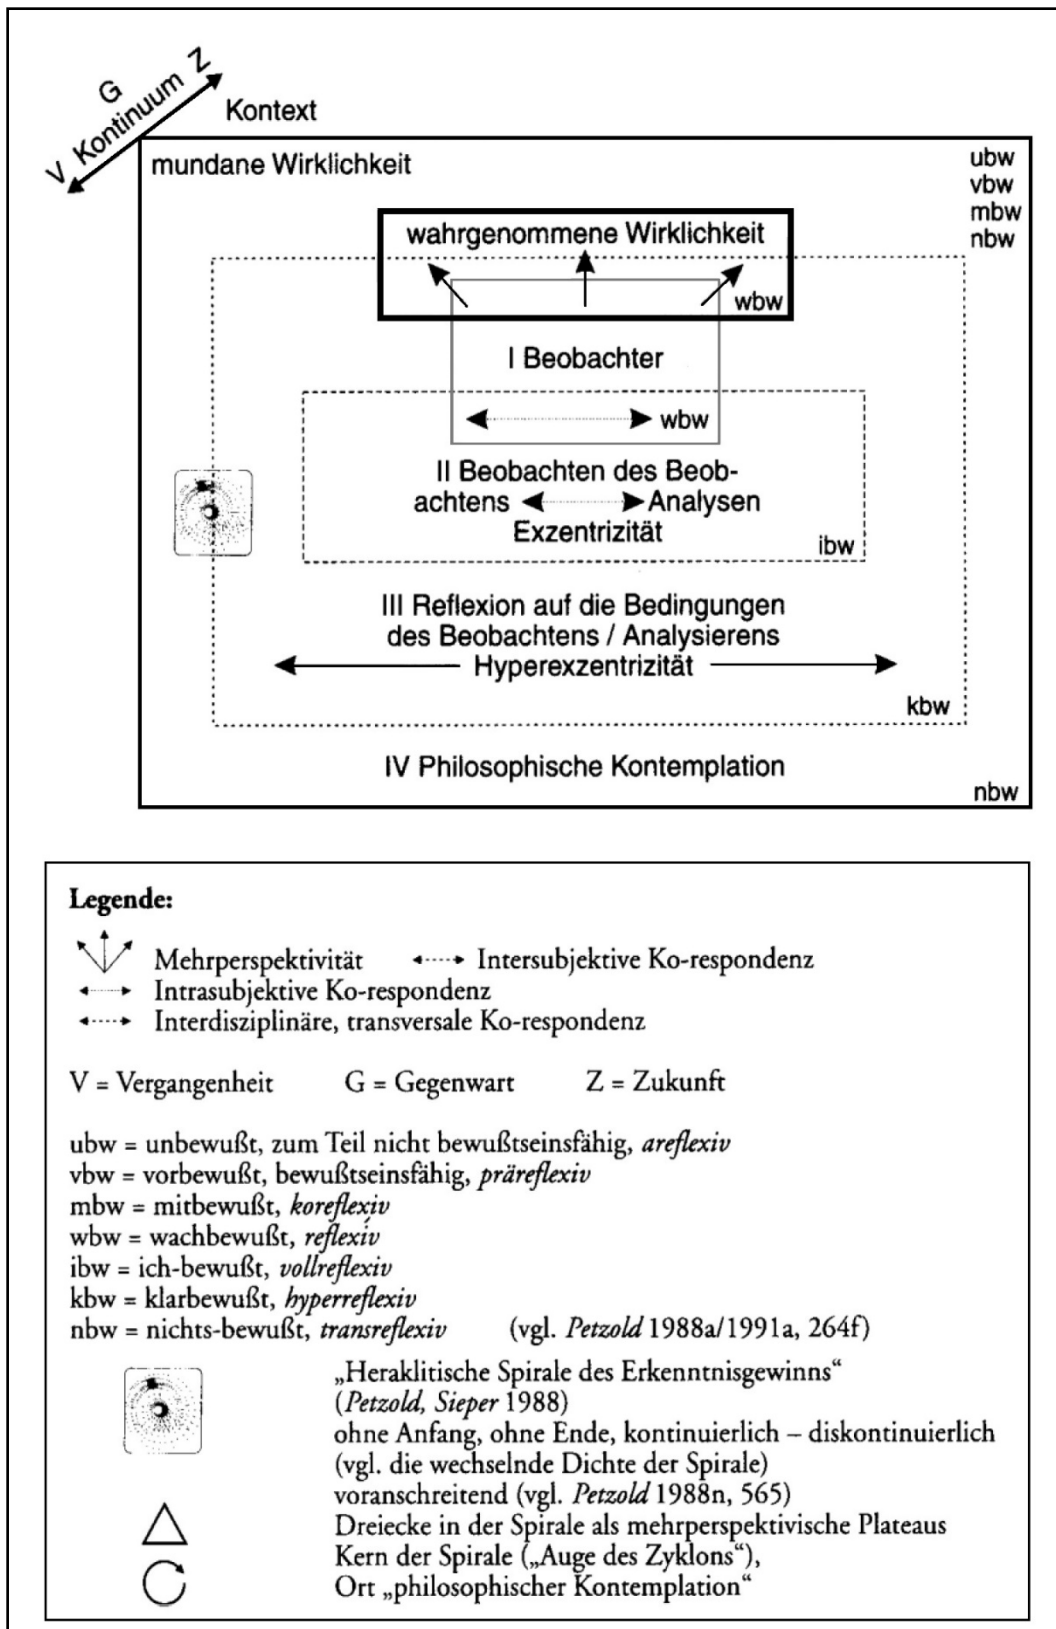 V Kontinuum Z
G
Kontext
mundane Wirklichkeit
ubw
vbw
mbw
nbw
wahrgenommene Wirklichkeit
wbw
I Beobachter
wbw
II Beobachten des Beob-
achtens Analysen
Exzentrizität
ibw
III Reflexion auf die Bedingungen
des Beobachtens / Analysierens
Hyperexzentrizität
kbw
IV Philosophische Kontemplation
nbw
Legende:
Mehrperspektivität Intersubjektive Ko-respondenz
Intrasubjektive Ko-respondenz
Interdisziplinäre, transversale Ko-respondenz
V = Vergangenheit G = Gegenwart Z = Zukunft
ubw = unbewußt, zum Teil nicht bewußtseinsfähig, areflexiv
vbw = vorbewußt, bewußtseinsfähig, präreflexiv
mbw = mitbewußt, koreflexiv
wbw = wachbewußt, reflexiv
ibw = ich-bewußt, vollreflexiv
kbw = klarbewußt, hyperreflexiv
nbw = nichts-bewußt, transreflexiv (vgl. Petzold 1988a/1991a, 264f)
„Heraklitische Spirale des Erkenntnisgewinns“
(Petzold, Sieper 1988)
ohne Anfang, ohne Ende, kontinuierlich – diskontinuierlich
(vgl. die wechselnde Dichte der Spirale)
voranschreitend (vgl. Petzold 1988n, 565)
Dreiecke in der Spirale als mehrperspektivische Plateaus
Kern der Spirale („Auge des Zyklons“),
Ort „philosophischer Kontemplation“